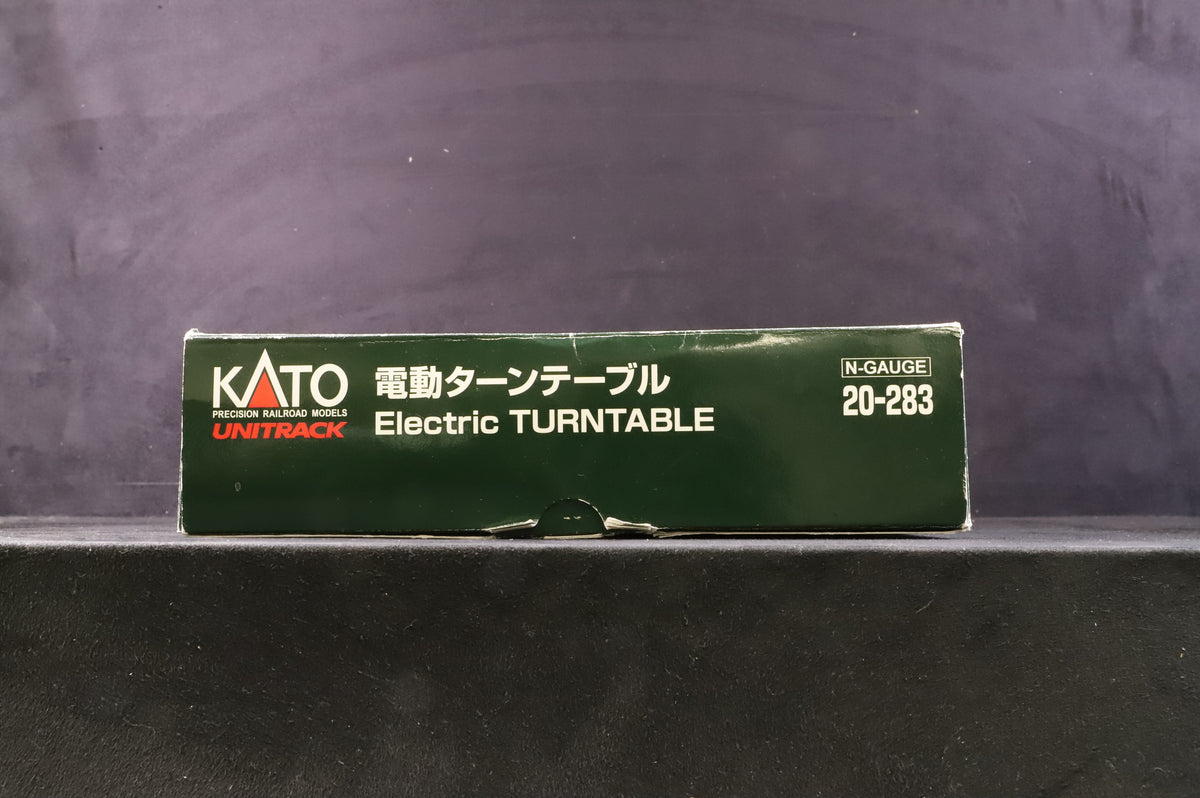 KATO
PRECISION RAILROAD MODELS
UNITRACK
電動ターンテーブル
Electric TURNTABLE
N-GAUGE
20-283